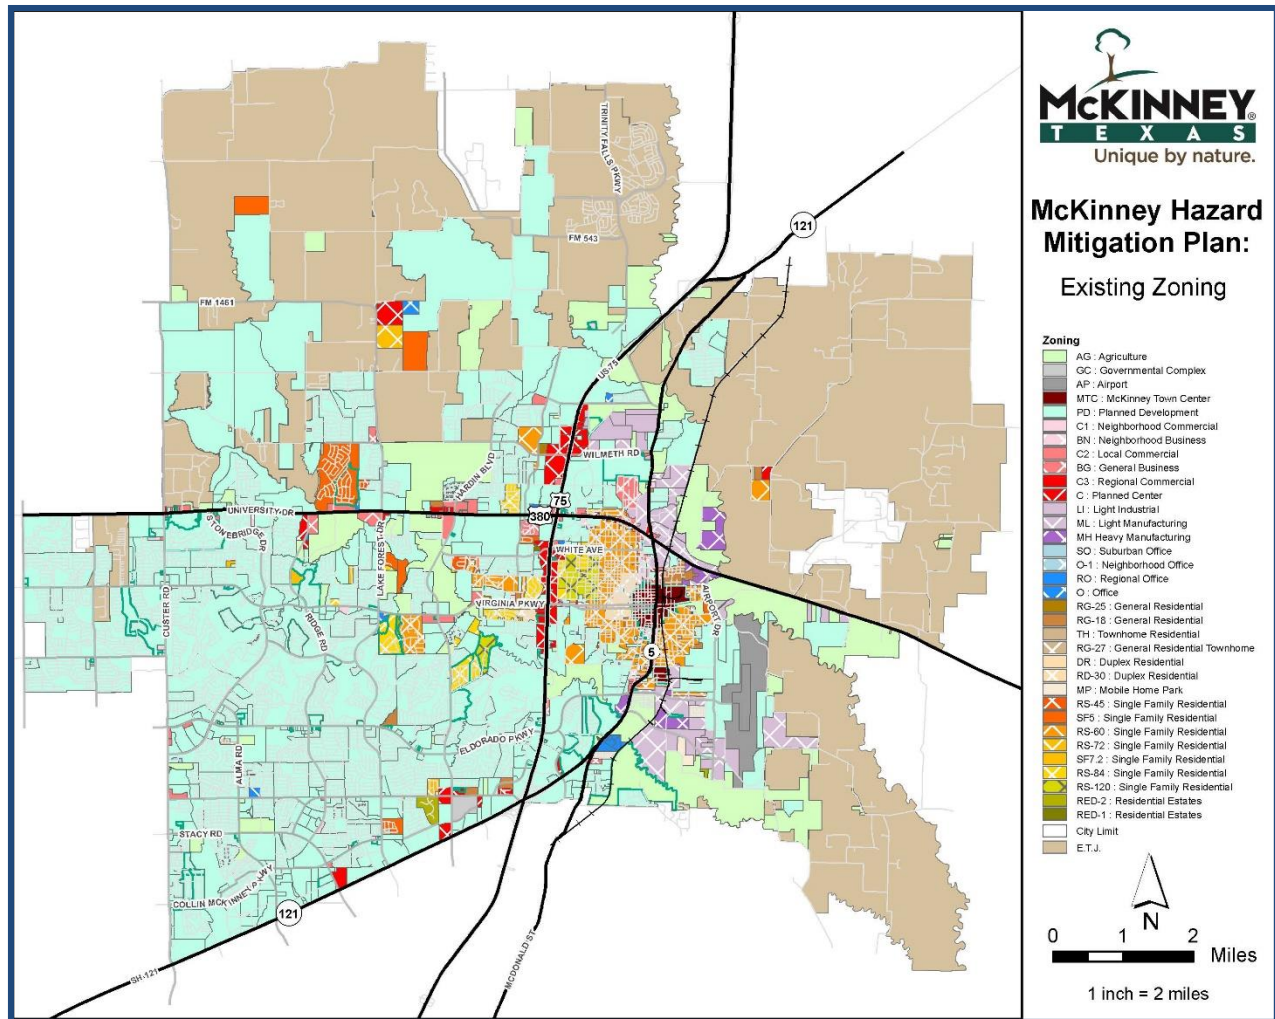 McKINNEY®
TEXAS
Unique by nature.
McKinney Hazard
Mitigation Plan:
Existing Zoning
Zoning
AG : Agriculture
GC : Governmental Complex
AP : Airport
MTC : McKinney Town Center
PD : Planned Development
C1 : Neighborhood Commercial
BN : Neighborhood Business
C2 : Local Commercial
BG : General Business
C3 : Regional Commercial
C : Planned Center
LI : Light Industrial
ML : Light Manufacturing
MH Heavy Manufacturing
SO : Suburban Office
O-1 : Neighborhood Office
RO : Regional Office
O : Office
RG-25 : General Residential
RG-18 : General Residential
TH : Townhome Residential
RG-27 : General Residential Townhome
DR : Duplex Residential
RD-30 : Duplex Residential
MP : Mobile Home Park
RS-45 : Single Family Residential
SF5 : Single Family Residential
RS-60 : Single Family Residential
RS-72 : Single Family Residential
SF7.2 : Single Family Residential
RS-84 : Single Family Residential
RS-120 : Single Family Residential
RED-2 : Residential Estates
RED-1 : Residential Estates
City Limit
E.T.J.
N
0 1 2 Miles
1 inch = 2 miles
TRINITY FALLS PKWY
121
FM 543
FM 1461
US-75
WILMETH RD
HARDIN BLVD
75
380
UNIVERSITY DR
STONEBRIDGE DR
LAKE FOREST DR
WHITE AVE
VIRGINIA PKWY
AIRPORT DR
CUSTER RD
RIDGE RD
5
ELDORADO PKWY
ALMA RD
STACY RD
COLLIN MCKINNEY PKWY
121
SH-121
MCDONALD ST